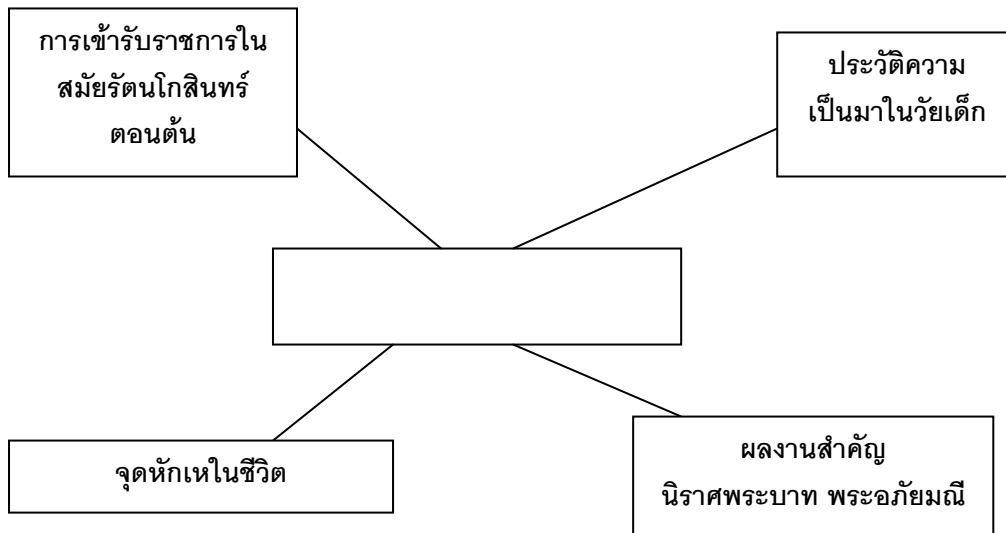 การเข้ารับราชการใน
สมัยรัตนโกสินทร์
ตอนต้น
ประวัติความ
เป็นมาในวัยเด็ก
จุดหักเหในชีวิต
ผลงานสำคัญ
นิราศพระบาท พระอภัยมณี